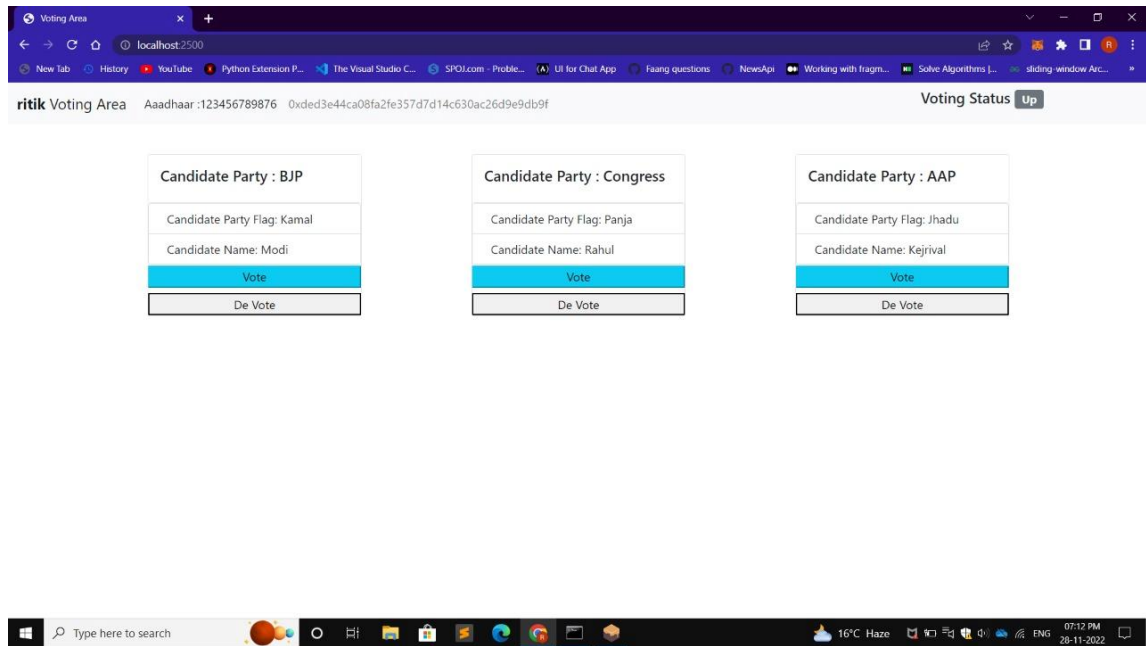 Voting Area
localhost:2500
New Tab History YouTube Python Extension P... The Visual Studio C... SPOJ.com - Proble... UI for Chat App Faang questions NewsApi Working with fragm... Solve Algorithms |... sliding-window Arc... »
ritik Voting Area Aaadhaar :123456789876 0xded3e44ca08fa2fe357d7d14c630ac26d9e9db9f Voting Status Up
Candidate Party : BJP Candidate Party : Congress Candidate Party : AAP
Candidate Party Flag: Kamal Candidate Party Flag: Panja Candidate Party Flag: Jhadu
Candidate Name: Modi Candidate Name: Rahul Candidate Name: Kejrival
Vote Vote Vote
De Vote De Vote De Vote
Type here to search 16°C Haze ENG 07:12 PM
28-11-2022